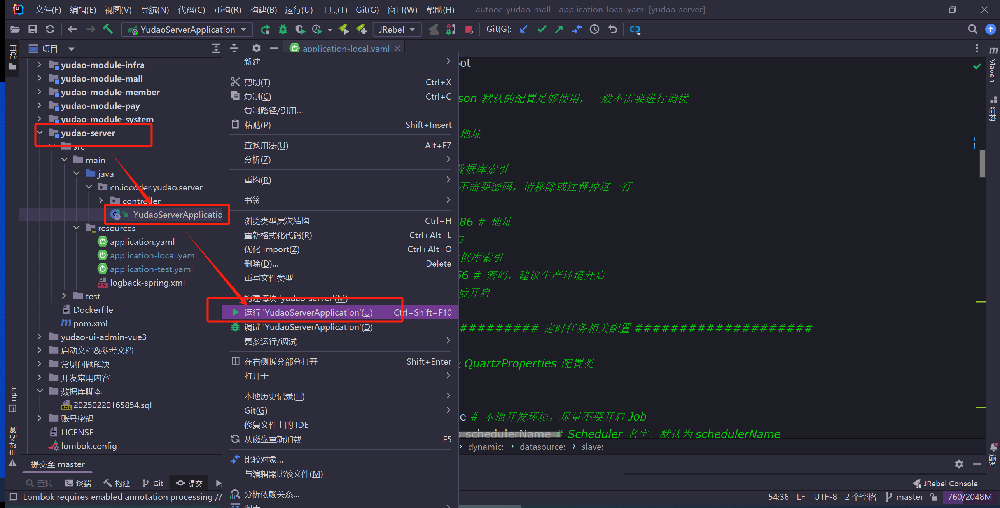 文件(F) 编辑(E) 视图(V) 导航(N) 代码(C) 重构(R) 构建(B) 运行(U) 工具(T) Git(G) 窗口(W) 帮助(H) autoee-yudao-mall - application-local.yaml [yudao-server]
YudaoServerApplication JRebel 2 Git(G):
项目 项目 application-local.yaml
yudao-module-infra
yudao-module-mall
yudao-module-member
yudao-module-pay
yudao-module-system
yudao-server
src
main
java
cn.iocoder.yudao.server
controller
YudaoServerApplicatio
resources
application.yaml
application-local.yaml
application-test.yaml
logback-spring.xml
test
Dockerfile
pom.xml
yudao-ui-admin-vue3
启动文档&参考文档
常见问题解决
开发常用内容
数据库脚本
20250220165854.sql
账号密码
LICENSE
lombok.config
npm
自动构建
新建
剪切(T) Ctrl+X
复制(C) Ctrl+C
复制路径/引用...
粘贴(P) Shift+Insert
查找用法(U) Alt+F7
分析(Z)
重构(R)
书签
浏览类型层次结构 Ctrl+H
重新格式化代码(R) Ctrl+Alt+L
优化 import(Z) Ctrl+Alt+O
删除(D)... Delete
重写文件类型
构建模块 'yudao-server'(M)
运行 'YudaoServerApplication'(U) Ctrl+Shift+F10
调试 'YudaoServerApplication'(D)
更多运行/调试
在右侧拆分部分打开 Shift+Enter
打开于
本地历史记录(H)
Git(G)
修复文件上的 IDE
从磁盘重新加载 F5
比较对象...
与编辑器比较文件(M)
分析依赖关系...
图表
ot
son 默认的配置足够使用，一般不需要进行调优
地址
数据库索引
不需要密码，请移除或注释掉这一行
86 # 地址
口
据库索引
56 # 密码，建议生产环境开启
境开启
######### 定时任务相关配置 ####################
QuartzProperties 配置类
e # 本地开发环境，尽量不要开启 Job
schedulerName # Scheduler 名字。默认为 schedulerName
dynamic: › datasource: › slave:
Maven
结构
通知
提交至 master
查找 终端 构建 Git 提交 JRebel Console
Lombok requires enabled annotation processing // 54:36 LF UTF-8 2 个空格 master 760/2048M